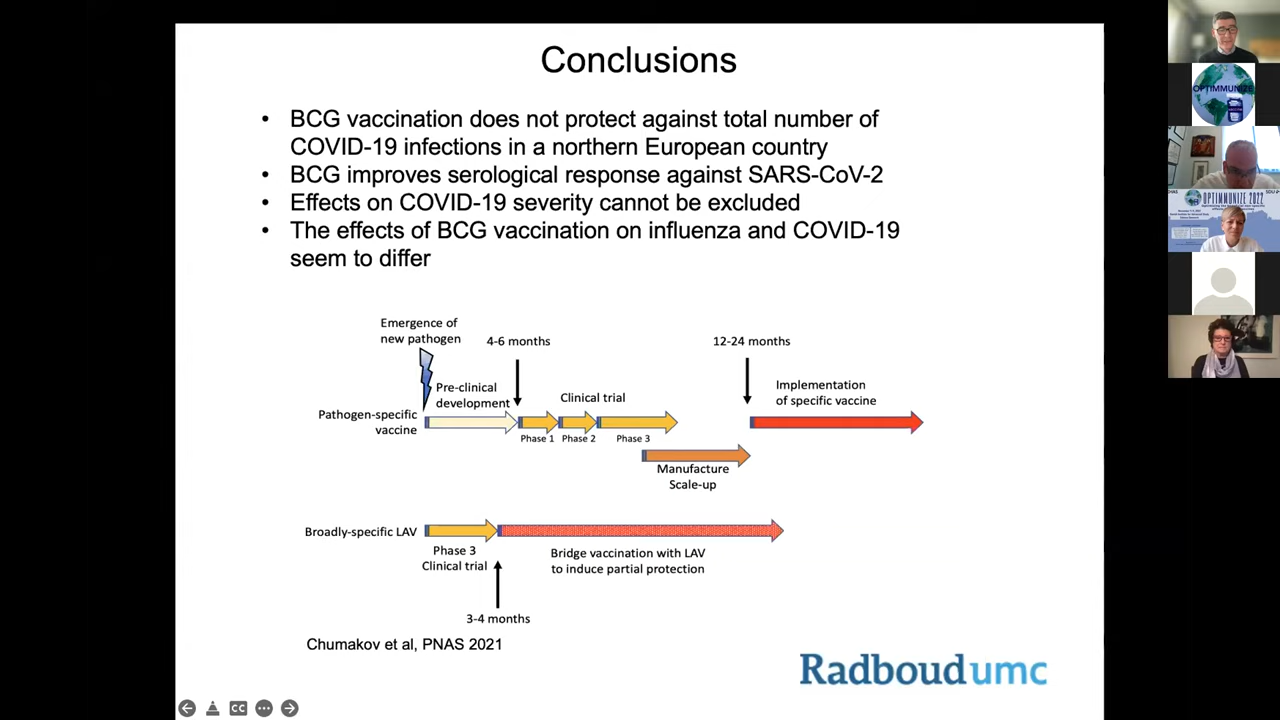 Conclusions
• BCG vaccination does not protect against total number of
COVID-19 infections in a northern European country
• BCG improves serological response against SARS-CoV-2
• Effects on COVID-19 severity cannot be excluded
• The effects of BCG vaccination on influenza and COVID-19
seem to differ
Emergence of
new pathogen
4-6 months
12-24 months
Pre-clinical
development
Clinical trial
Implementation
of specific vaccine
Pathogen-specific
vaccine
Phase 1
Phase 2
Phase 3
Manufacture
Scale-up
Broadly-specific LAV
Phase 3
Clinical trial
Bridge vaccination with LAV
to induce partial protection
3-4 months
Chumakov et al, PNAS 2021
Radboudumc
CC
OPTIMMUNIZE
OPTIMMUNIZE 2022